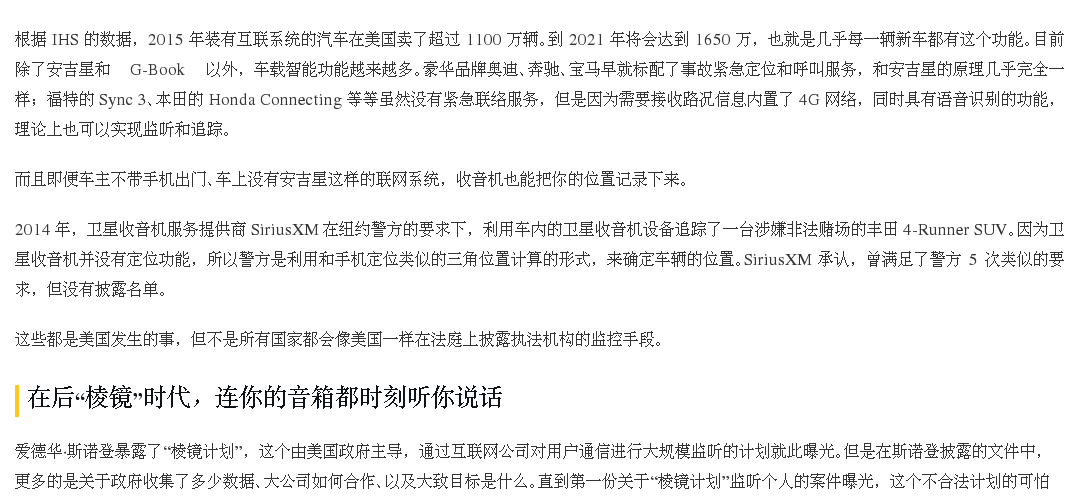 根据 IHS 的数据，2015 年装有互联系统的汽车在美国卖了超过 1100 万辆。到 2021 年将会达到 1650 万，也就是几乎每一辆新车都有这个功能。目前
除了安吉星和 G-Book 以外，车载智能功能越来越多。豪华品牌奥迪、奔驰、宝马早就标配了事故紧急定位和呼叫服务，和安吉星的原理几乎完全一
样；福特的 Sync 3、本田的 Honda Connecting 等等虽然没有紧急联络服务，但是因为需要接收路况信息内置了 4G 网络，同时具有语音识别的功能，
理论上也可以实现监听和追踪。
而且即便车主不带手机出门、车上没有安吉星这样的联网系统，收音机也能把你的位置记录下来。
2014 年，卫星收音机服务提供商 SiriusXM 在纽约警方的要求下，利用车内的卫星收音机设备追踪了一台涉嫌非法赌场的丰田 4-Runner SUV。因为卫
星收音机并没有定位功能，所以警方是利用和手机定位类似的三角位置计算的形式，来确定车辆的位置。SiriusXM 承认，曾满足了警方 5 次类似的要
求，但没有披露名单。
这些都是美国发生的事，但不是所有国家都会像美国一样在法庭上披露执法机构的监控手段。
在后“棱镜”时代，连你的音箱都时刻听你说话
爱德华·斯诺登暴露了“棱镜计划”，这个由美国政府主导，通过互联网公司对用户通信进行大规模监听的计划就此曝光。但是在斯诺登披露的文件中，
更多的是关于政府收集了多少数据、大公司如何合作、以及大致目标是什么。直到第一份关于“棱镜计划”监听个人的案件曝光，这个不合法计划的可怕